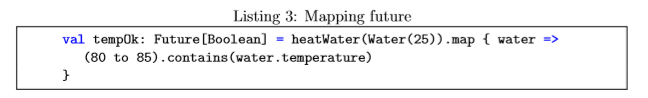 Listing 3: Mapping future
val tempOk: Future[Boolean] = heatWater(Water(25)).map { water =>
(80 to 85).contains(water.temperature)
}